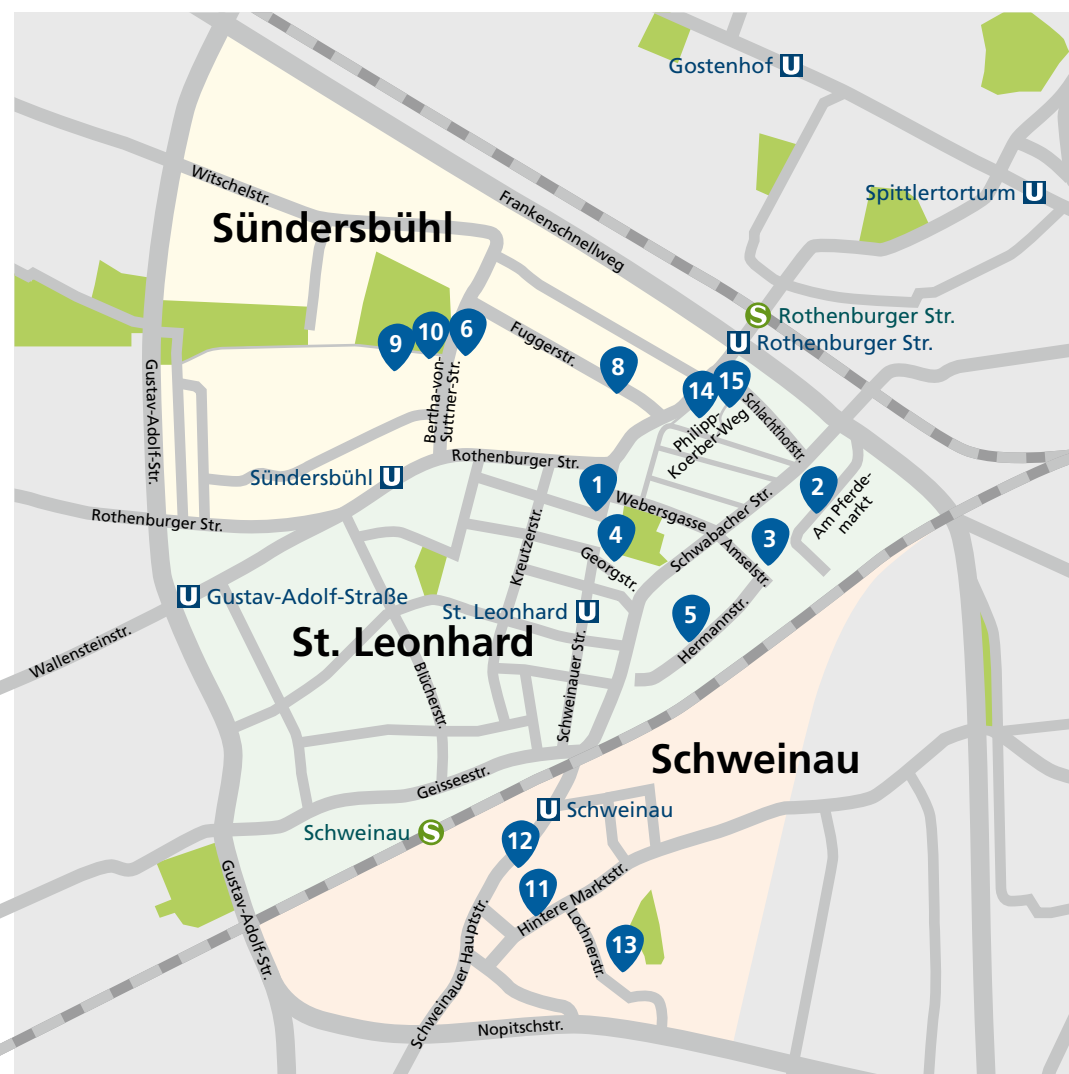 Gostenhof U
Spittlertorturm U
Witschelstr.
Sündersbühl
Frankenschnellweg
S Rothenburger Str.
U Rothenburger Str.
9
10
6
Fuggerstr.
8
14
15
Gustav-Adolf-Str.
Bertha-von-
Suttner-Str.
Philipp-
Koerber-Weg
Schlachthofstr.
Rothenburger Str.
Sündersbühl U
1
2
Webersgasse
Am Pferde-
markt
Schwabacher Str.
Rothenburger Str.
Kreutzerstr.
4
3
Georgstr.
Amselstr.
U Gustav-Adolf-Straße
St. Leonhard U
5
St. Leonhard
Hermannstr.
Wallensteinstr.
Blücherstr.
Schweinauer Str.
Schweinau
Geisseestr.
U Schweinau
Schweinau S
12
11
Hintere Marktstr.
Gustav-Adolf-Str.
Schweinauer Hauptstr.
Lochnerstr.
13
Nopitschstr.